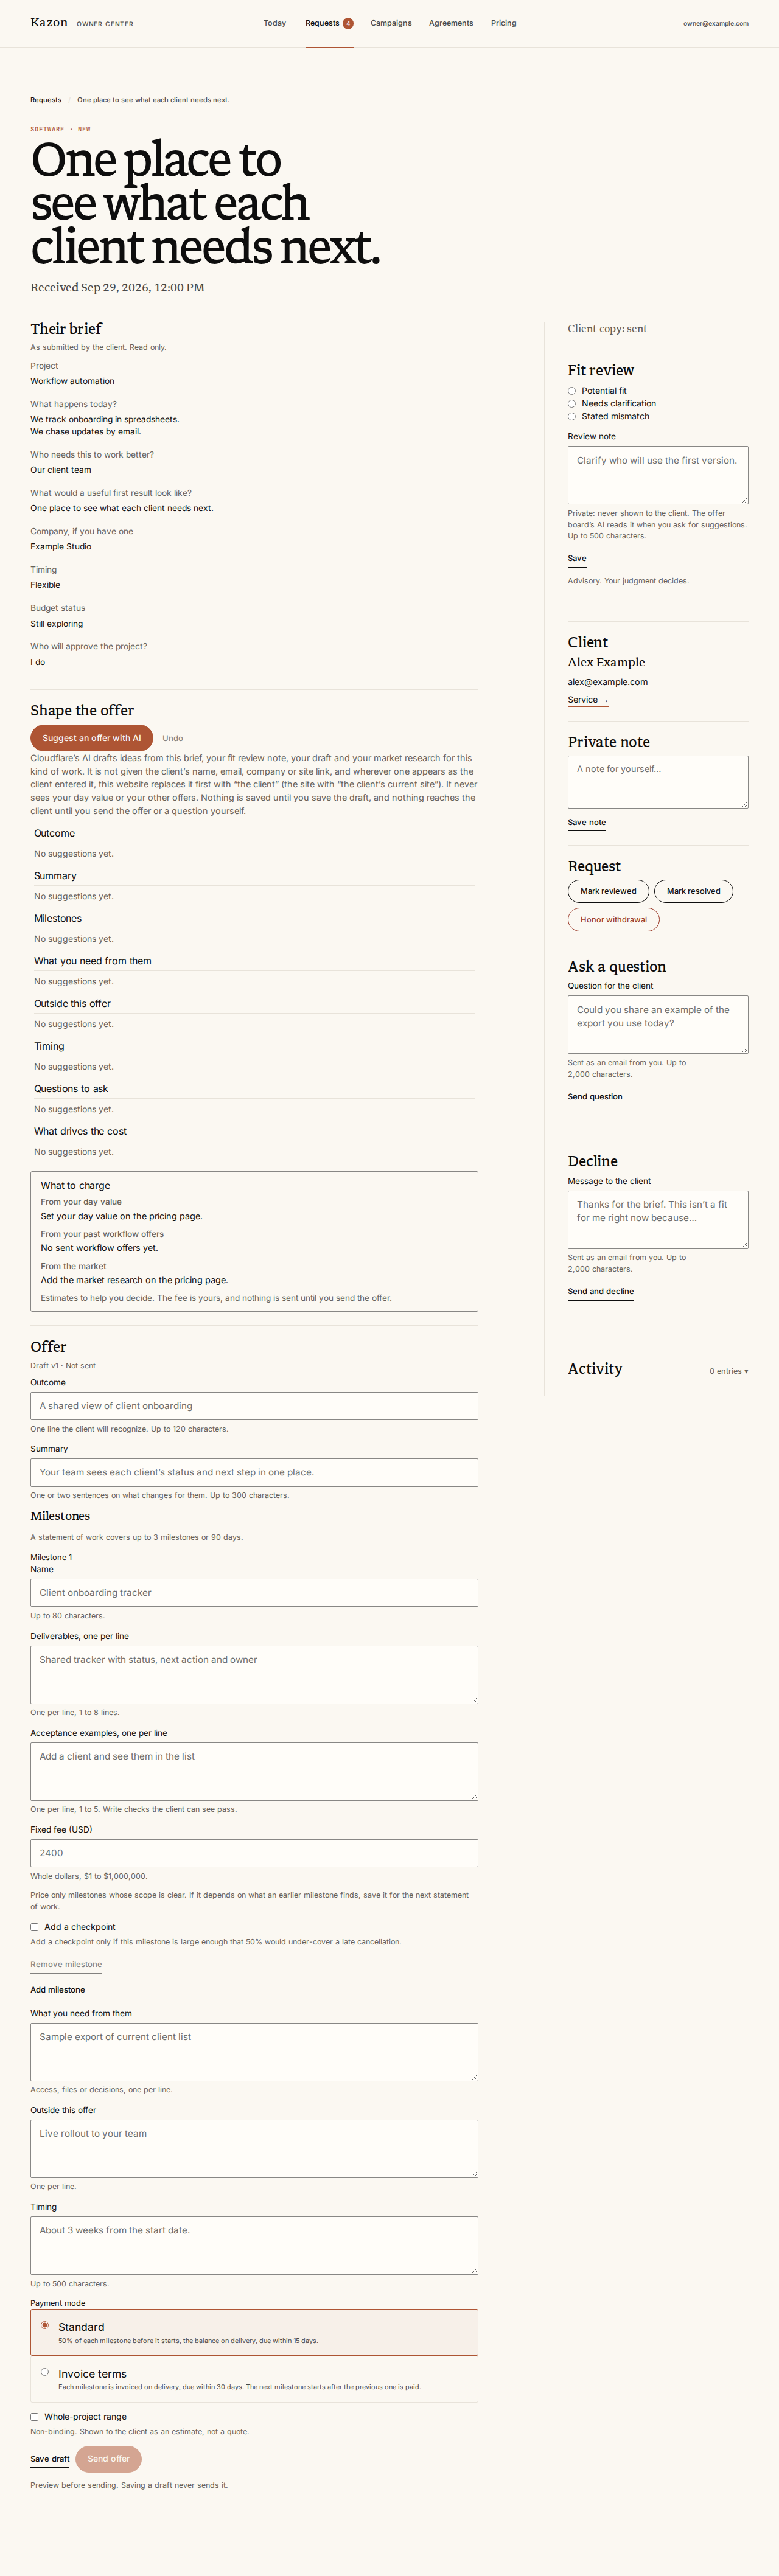 Kazon OWNER CENTER
Today
Requests 4
Campaigns
Agreements
Pricing
owner@example.com
Requests
One place to see what each client needs next.
SOFTWARE · NEW
One place to
see what each
client needs next.
Received Sep 29, 2026, 12:00 PM
Their brief
As submitted by the client. Read only.
Project
Workflow automation
What happens today?
We track onboarding in spreadsheets.
We chase updates by email.
Who needs this to work better?
Our client team
What would a useful first result look like?
One place to see what each client needs next.
Company, if you have one
Example Studio
Timing
Flexible
Budget status
Still exploring
Who will approve the project?
I do
Shape the offer
Suggest an offer with AI
Undo
Cloudflare's AI drafts ideas from this brief, your fit review note, your draft and your market research for this
kind of work. It is not given the client's name, email, company or site link, and wherever one appears as the
client entered it, this website replaces it first with “the client” (the site with “the client's current site”). It never
sees your day value or your other offers. Nothing is saved until you save the draft, and nothing reaches the
client until you send the offer or a question yourself.
Outcome
No suggestions yet.
Summary
No suggestions yet.
Milestones
No suggestions yet.
What you need from them
No suggestions yet.
Outside this offer
No suggestions yet.
Timing
No suggestions yet.
Questions to ask
No suggestions yet.
What drives the cost
No suggestions yet.
What to charge
From your day value
Set your day value on the pricing page.
From your past workflow offers
No sent workflow offers yet.
From the market
Add the market research on the pricing page.
Estimates to help you decide. The fee is yours, and nothing is sent until you send the offer.
Offer
Draft v1 · Not sent
Outcome
A shared view of client onboarding
One line the client will recognize. Up to 120 characters.
Summary
Your team sees each client's status and next step in one place.
One or two sentences on what changes for them. Up to 300 characters.
Milestones
A statement of work covers up to 3 milestones or 90 days.
Milestone 1
Name
Client onboarding tracker
Up to 80 characters.
Deliverables, one per line
Shared tracker with status, next action and owner
One per line, 1 to 8 lines.
Acceptance examples, one per line
Add a client and see them in the list
One per line, 1 to 5. Write checks the client can see pass.
Fixed fee (USD)
2400
Whole dollars, $1 to $1,000,000.
Price only milestones whose scope is clear. If it depends on what an earlier milestone finds, save it for the next statement
of work.
Add a checkpoint
Add a checkpoint only if this milestone is large enough that 50% would under-cover a late cancellation.
Remove milestone
Add milestone
What you need from them
Sample export of current client list
Access, files or decisions, one per line.
Outside this offer
Live rollout to your team
One per line.
Timing
About 3 weeks from the start date.
Up to 500 characters.
Payment mode
Standard
50% of each milestone before it starts, the balance on delivery, due within 15 days.
Invoice terms
Each milestone is invoiced on delivery, due within 30 days. The next milestone starts after the previous one is paid.
Whole-project range
Non-binding. Shown to the client as an estimate, not a quote.
Save draft
Send offer
Preview before sending. Saving a draft never sends it.
Client copy: sent
Fit review
Potential fit
Needs clarification
Stated mismatch
Review note
Clarify who will use the first version.
Private: never shown to the client. The offer
board's AI reads it when you ask for suggestions.
Up to 500 characters.
Save
Advisory. Your judgment decides.
Client
Alex Example
alex@example.com
Service →
Private note
A note for yourself…
Save note
Request
Mark reviewed
Mark resolved
Honor withdrawal
Ask a question
Question for the client
Could you share an example of the
export you use today?
Sent as an email from you. Up to
2,000 characters.
Send question
Decline
Message to the client
Thanks for the brief. This isn't a fit
for me right now because…
Sent as an email from you. Up to
2,000 characters.
Send and decline
Activity
0 entries ▾